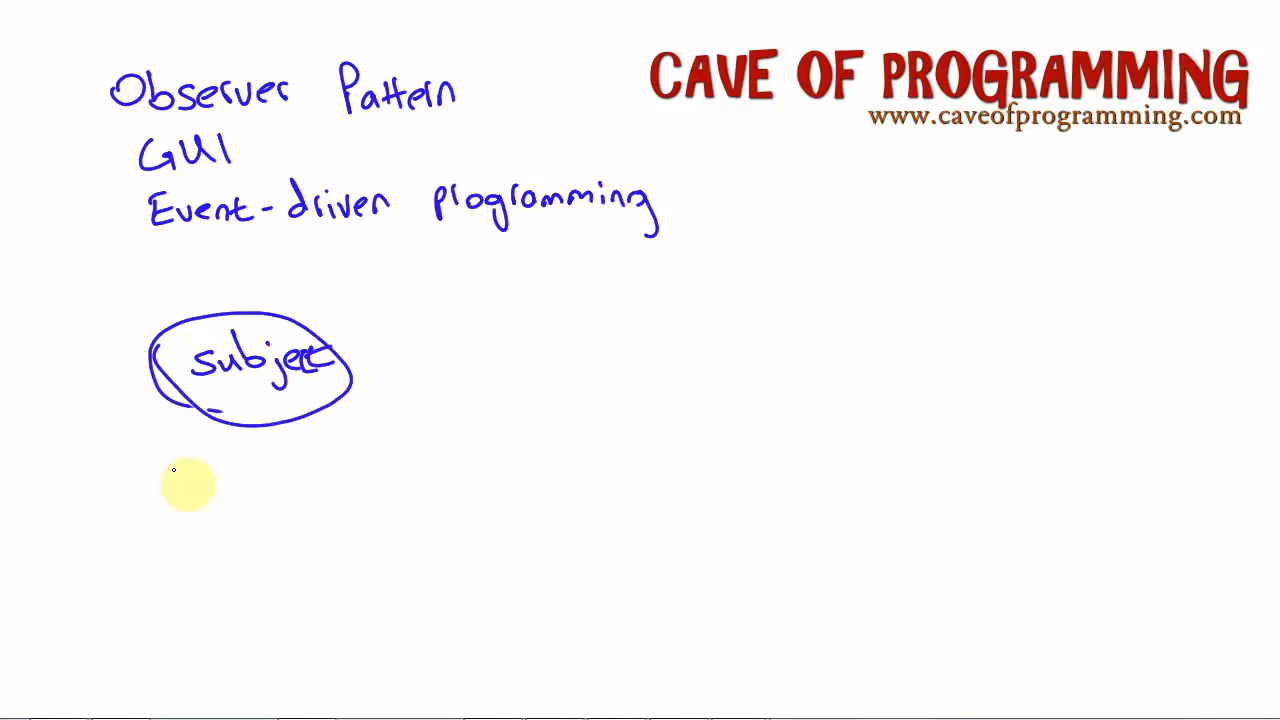 Observer Pattern
CAVE OF PROGRAMMING
www.caveofprogramming.com
GUI
Event-driven programming
subject